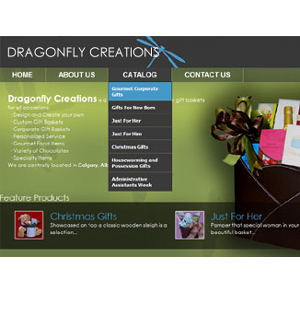 DRAGONFLY CREATIONS
HOME ABOUT US CATALOG CONTACT US
Gourmet Corporate
Gifts
Gifts For New Born
Just For Her
Just For Him
Christmas Gifts
Housewarming and
Possession Gifts
Administrative
Assistants Week
Dragonfly Creations is a gift baskets
for all occasions:
- Design and Create your own
- Custom Gift Baskets
- Corporate Gift Baskets
- Personalized Service
- Gourmet Food Items
- Variety of Chocolates
- Specialty Items
We are centrally located in Calgary,
Feature Products
Christmas Gifts
Showcased on top a classic wooden sleigh is a
selection...
Just For Her
Pamper that special woman in your
beautiful basket...